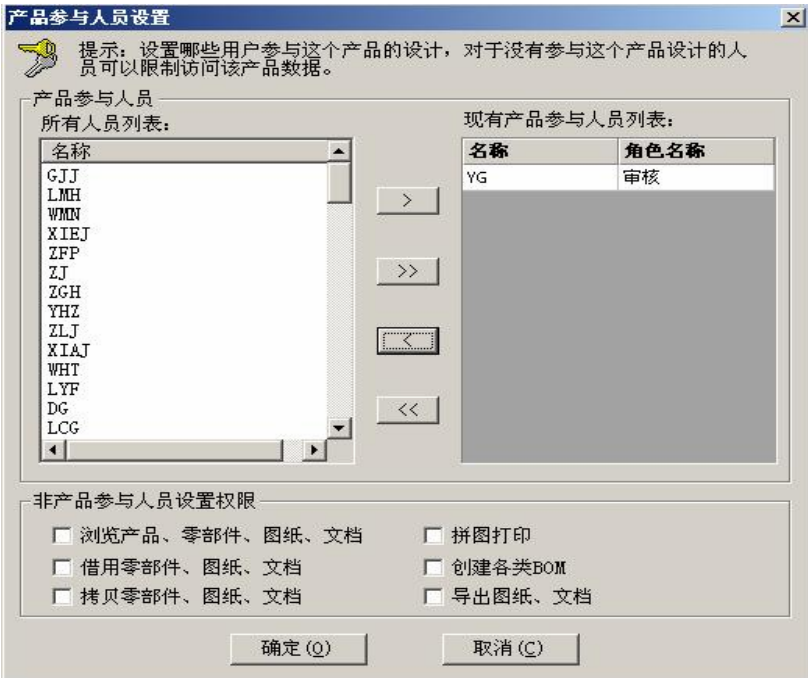 产品参与人员设置
提示：设置哪些用户参与这个产品的设计，对于没有参与这个产品设计的人
员可以限制访问该产品数据。
产品参与人员
所有人员列表：
名称
GJJ
LMH
WMN
XIEJ
ZFP
ZJ
ZGH
YHZ
ZLJ
XIAJ
WHT
LYF
DG
LCG
>
>>
<
<<
现有产品参与人员列表：
名称 角色名称
YG 审核
非产品参与人员设置权限
浏览产品、零部件、图纸、文档
借用零部件、图纸、文档
拷贝零部件、图纸、文档
拼图打印
创建各类BOM
导出图纸、文档
确定(O)
取消(C)